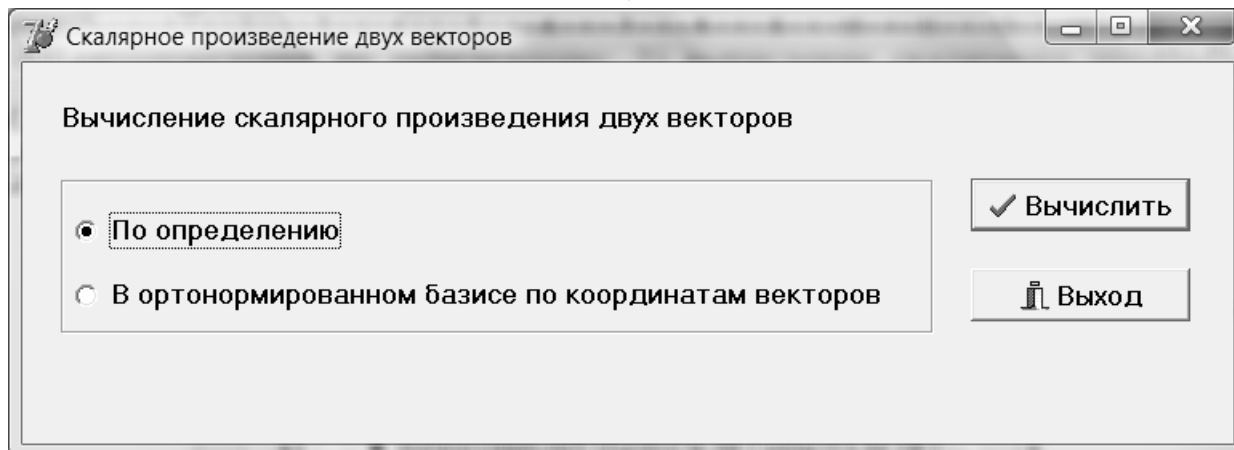 Скалярное произведение двух векторов
Вычисление скалярного произведения двух векторов
По определению
В ортонормированном базисе по координатам векторов
Вычислить
Выход